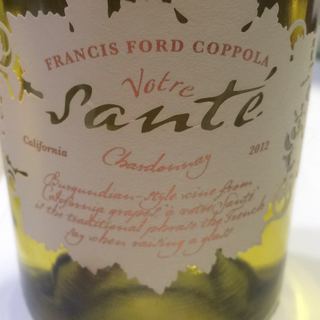 FRANCIS FORD COPPOLA
Votre
Santé
California
Chardonnay
2012
Burgundian-style wine from
California grapes "à votre Santé"
is the traditional phrase the French
say when raising a glass